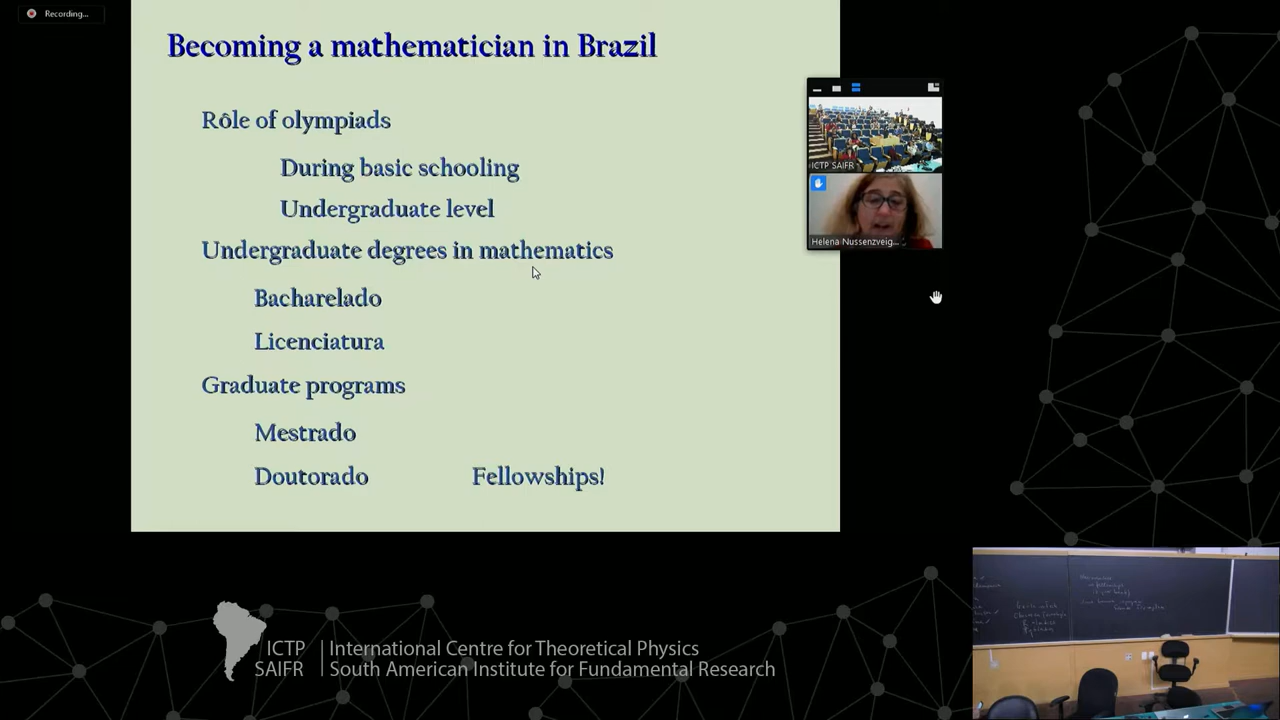 Recording...
Becoming a mathematician in Brazil
Rôle of olympiads
During basic schooling
Undergraduate level
Undergraduate degrees in mathematics
Bacharelado
Licenciatura
Graduate programs
Mestrado
Doutorado Fellowships!
ICTP SAIFR
Helena Nussenzveig...
ICTP International Centre for Theoretical Physics
SAIFR South American Institute for Fundamental Research